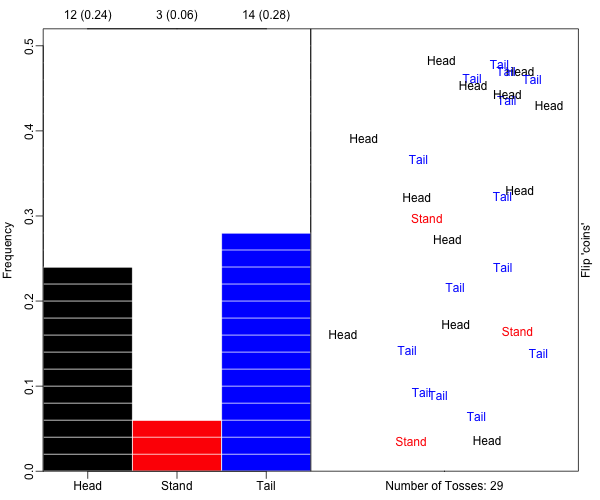 12 (0.24) 3 (0.06) 14 (0.28)
0.5
0.4
0.3
0.2
0.1
0.0
Frequency
Head Stand Tail
Head
Tail
Tail Head
Tail Tail
Head
Head
Tail
Head
Head
Tail
Head
Head Tail
Stand
Head
Tail
Tail
Head
Stand
Head
Tail
Tail
Tail Tail
Tail
Stand Head
Flip 'coins'
Number of Tosses: 29